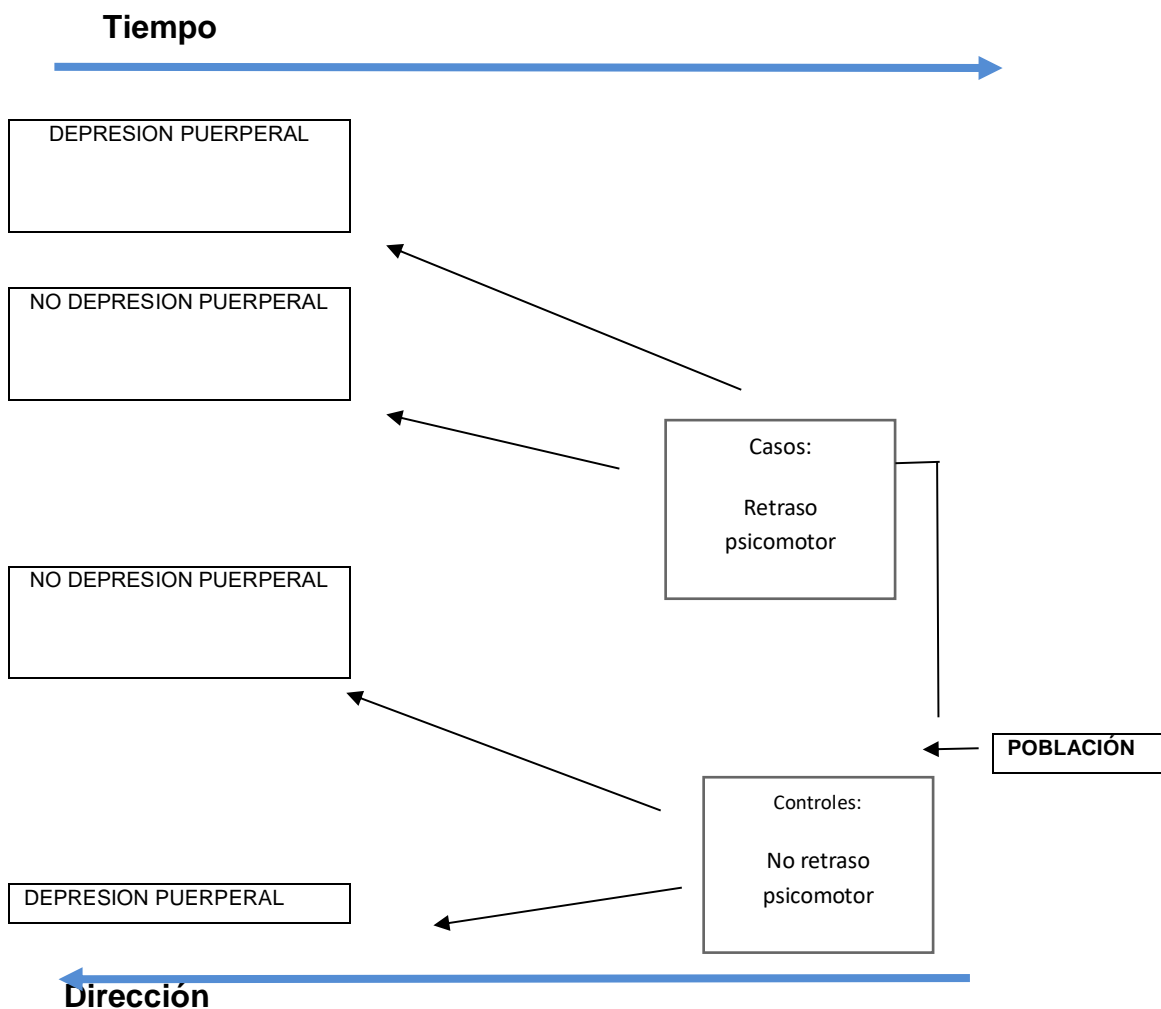 Tiempo
DEPRESION PUERPERAL
NO DEPRESION PUERPERAL
Casos:
Retraso
psicomotor
NO DEPRESION PUERPERAL
POBLACIÓN
Controles:
No retraso
psicomotor
DEPRESION PUERPERAL
Dirección